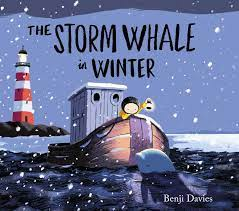 THE STORM WHALE
in WINTER
Benji Davies